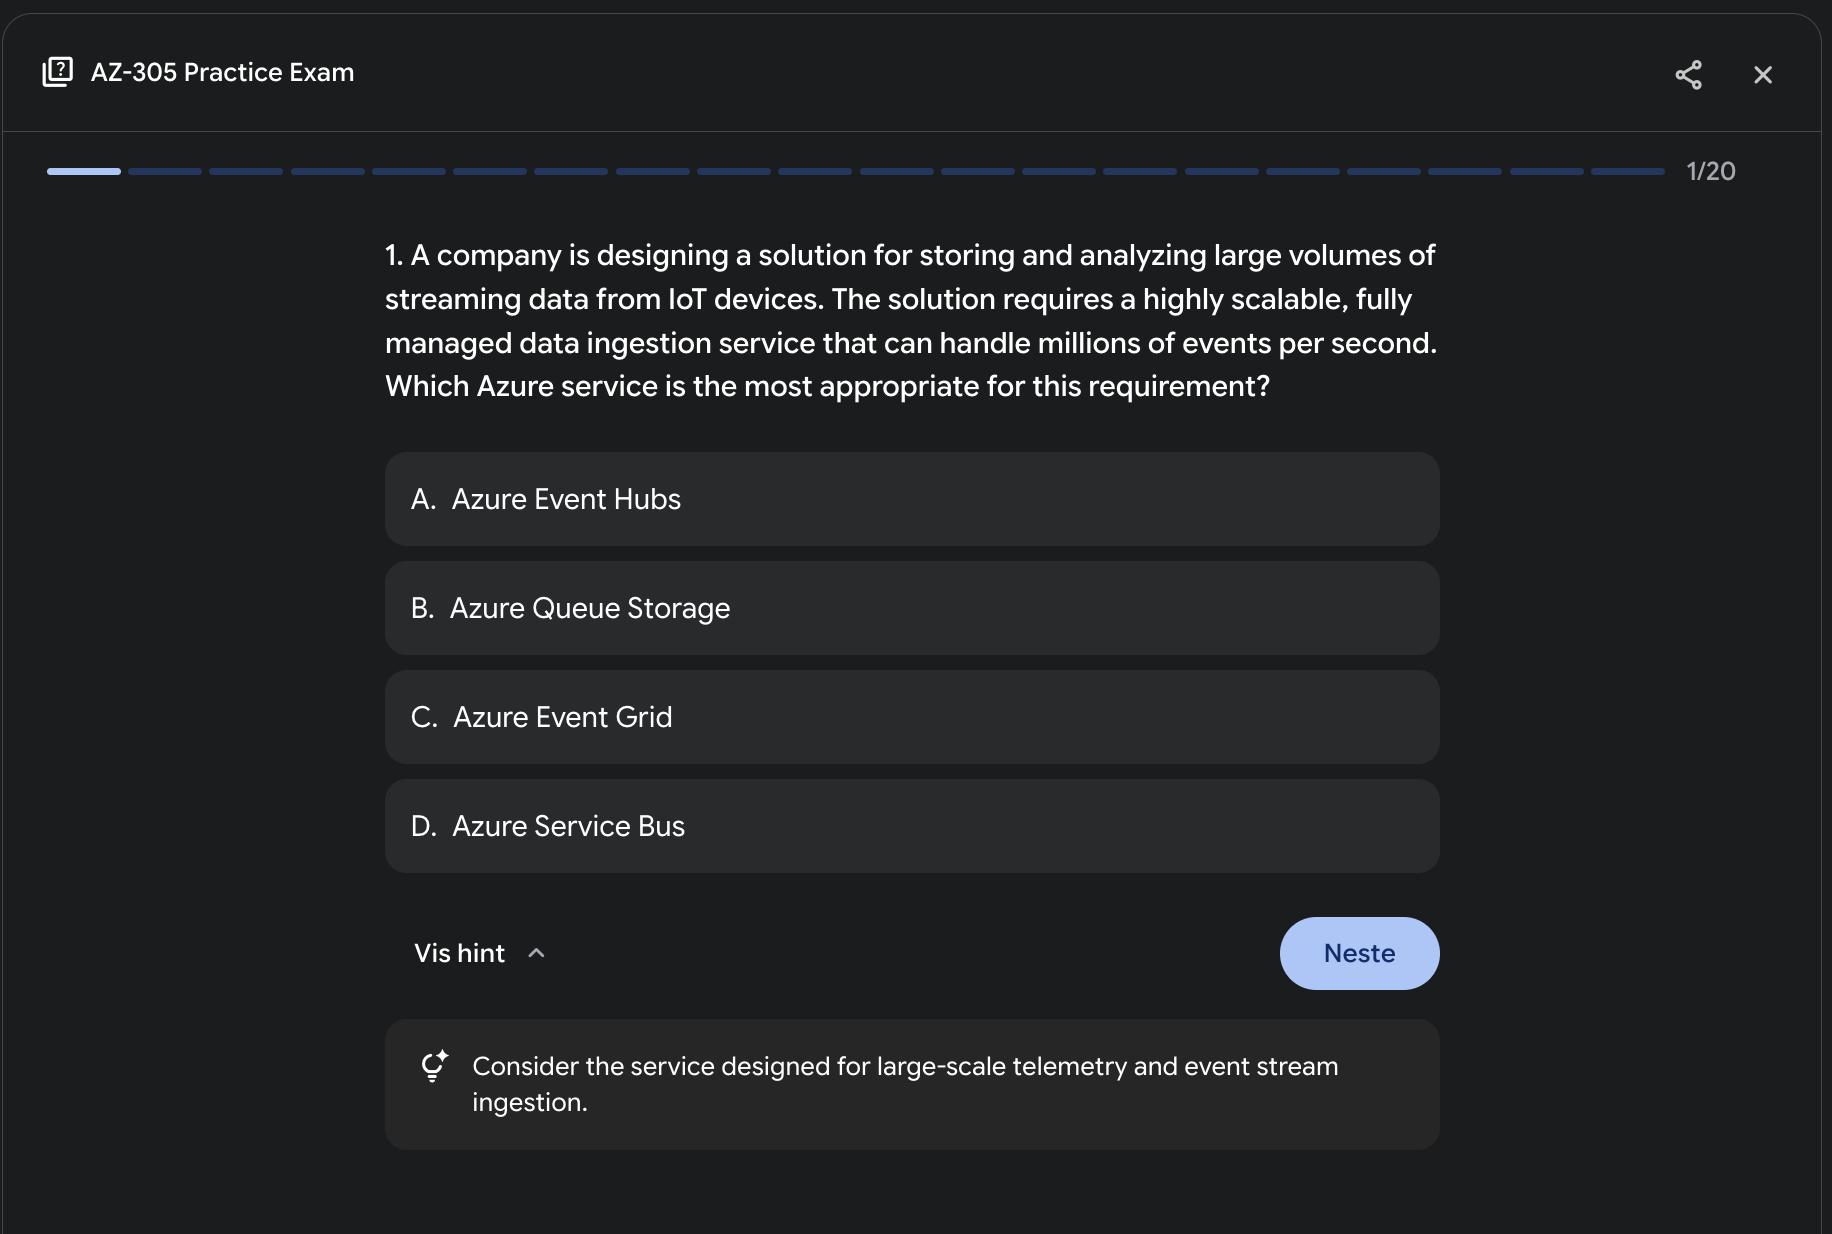 AZ-305 Practice Exam
1/20
1. A company is designing a solution for storing and analyzing large volumes of
streaming data from IoT devices. The solution requires a highly scalable, fully
managed data ingestion service that can handle millions of events per second.
Which Azure service is the most appropriate for this requirement?
A. Azure Event Hubs
B. Azure Queue Storage
C. Azure Event Grid
D. Azure Service Bus
Vis hint
Neste
Consider the service designed for large-scale telemetry and event stream
ingestion.